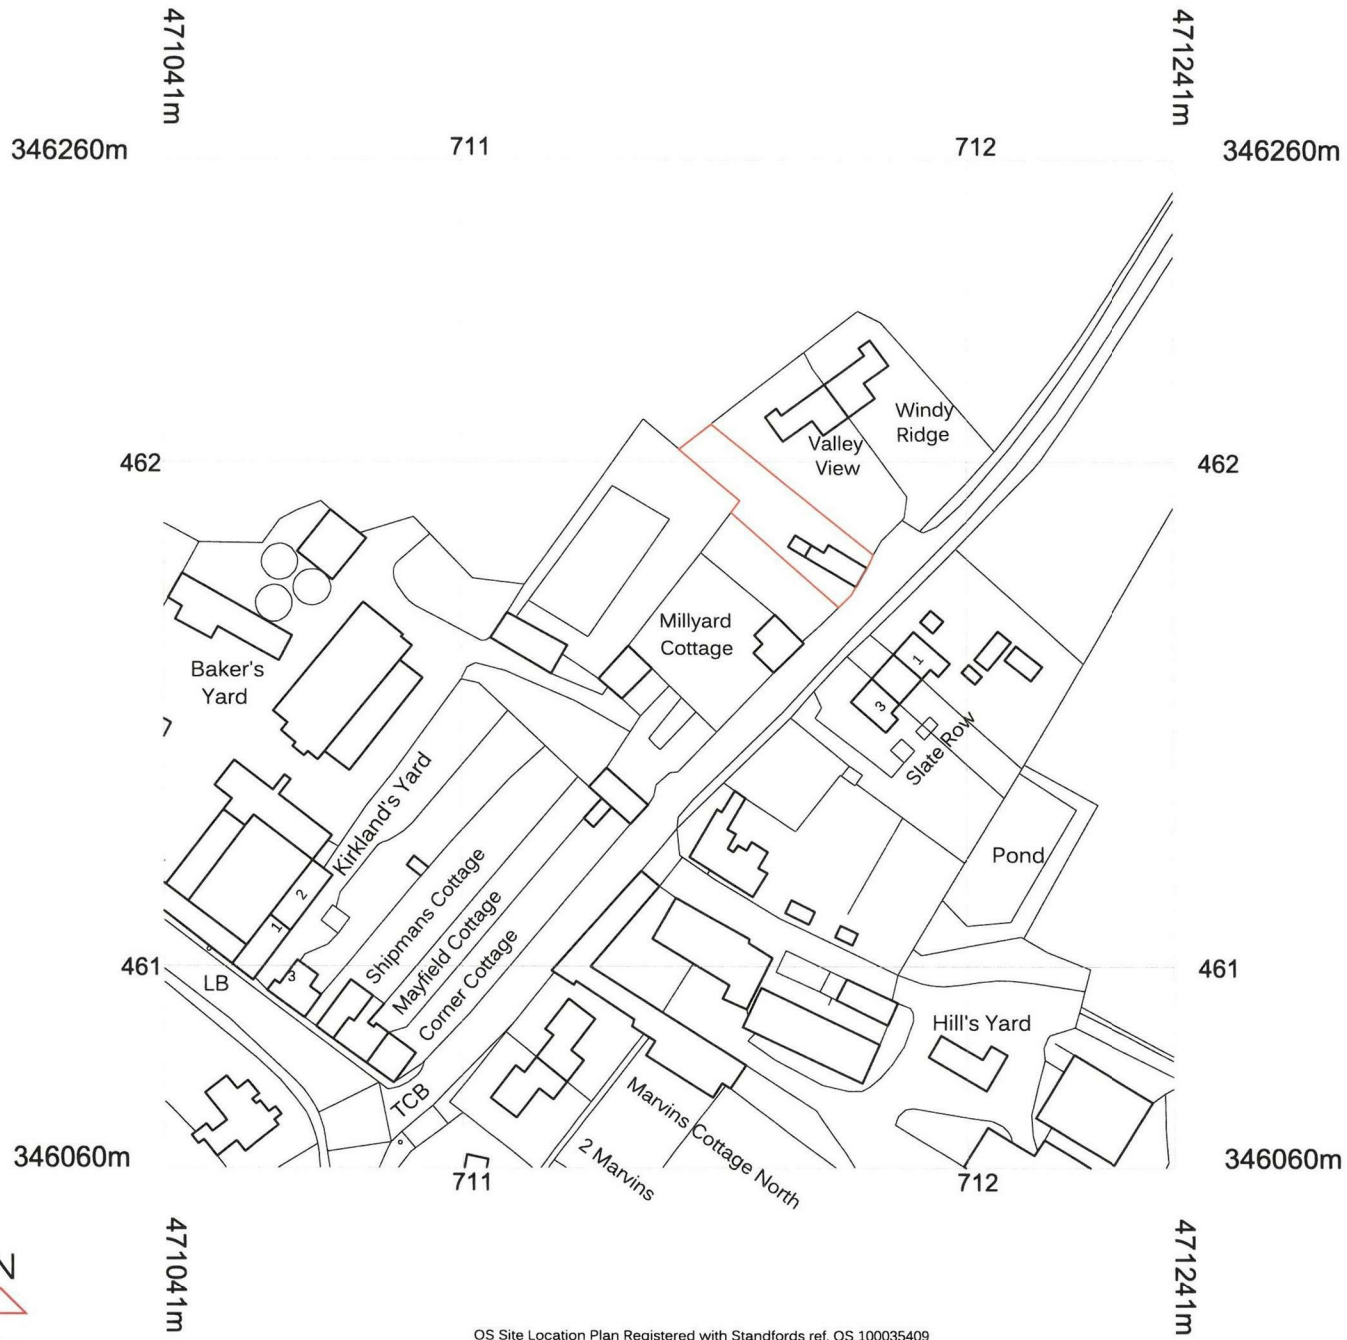 471041m
471241m
346260m
711
712
346260m
Windy
Ridge
Valley
View
462
462
Millyard
Cottage
Baker's
Yard
1
3
Slate Row
Kirkland's Yard
Pond
2
1
3
Shipmans Cottage
Mayfield Cottage
Corner Cottage
461
461
LB
Hill's Yard
TCB
Marvins Cottage North
2 Marvins
346060m
711
712
346060m
471041m
471241m
N
OS Site Location Plan Registered with Standfords ref. OS 100035409